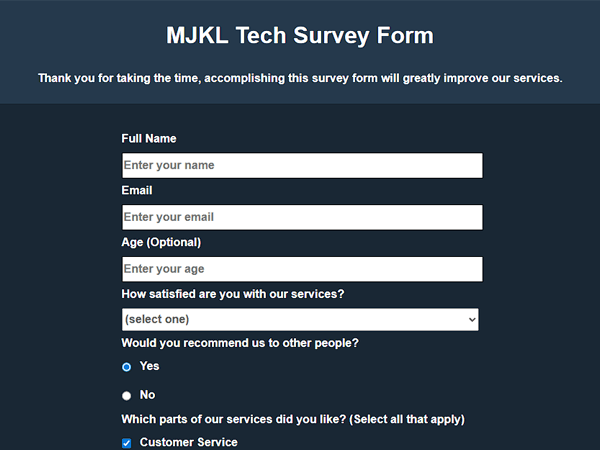 MJKL Tech Survey Form
Thank you for taking the time, accomplishing this survey form will greatly improve our services.
Full Name
Enter your name
Email
Enter your email
Age (Optional)
Enter your age
How satisfied are you with our services?
(select one)
Would you recommend us to other people?
Yes
No
Which parts of our services did you like? (Select all that apply)
Customer Service